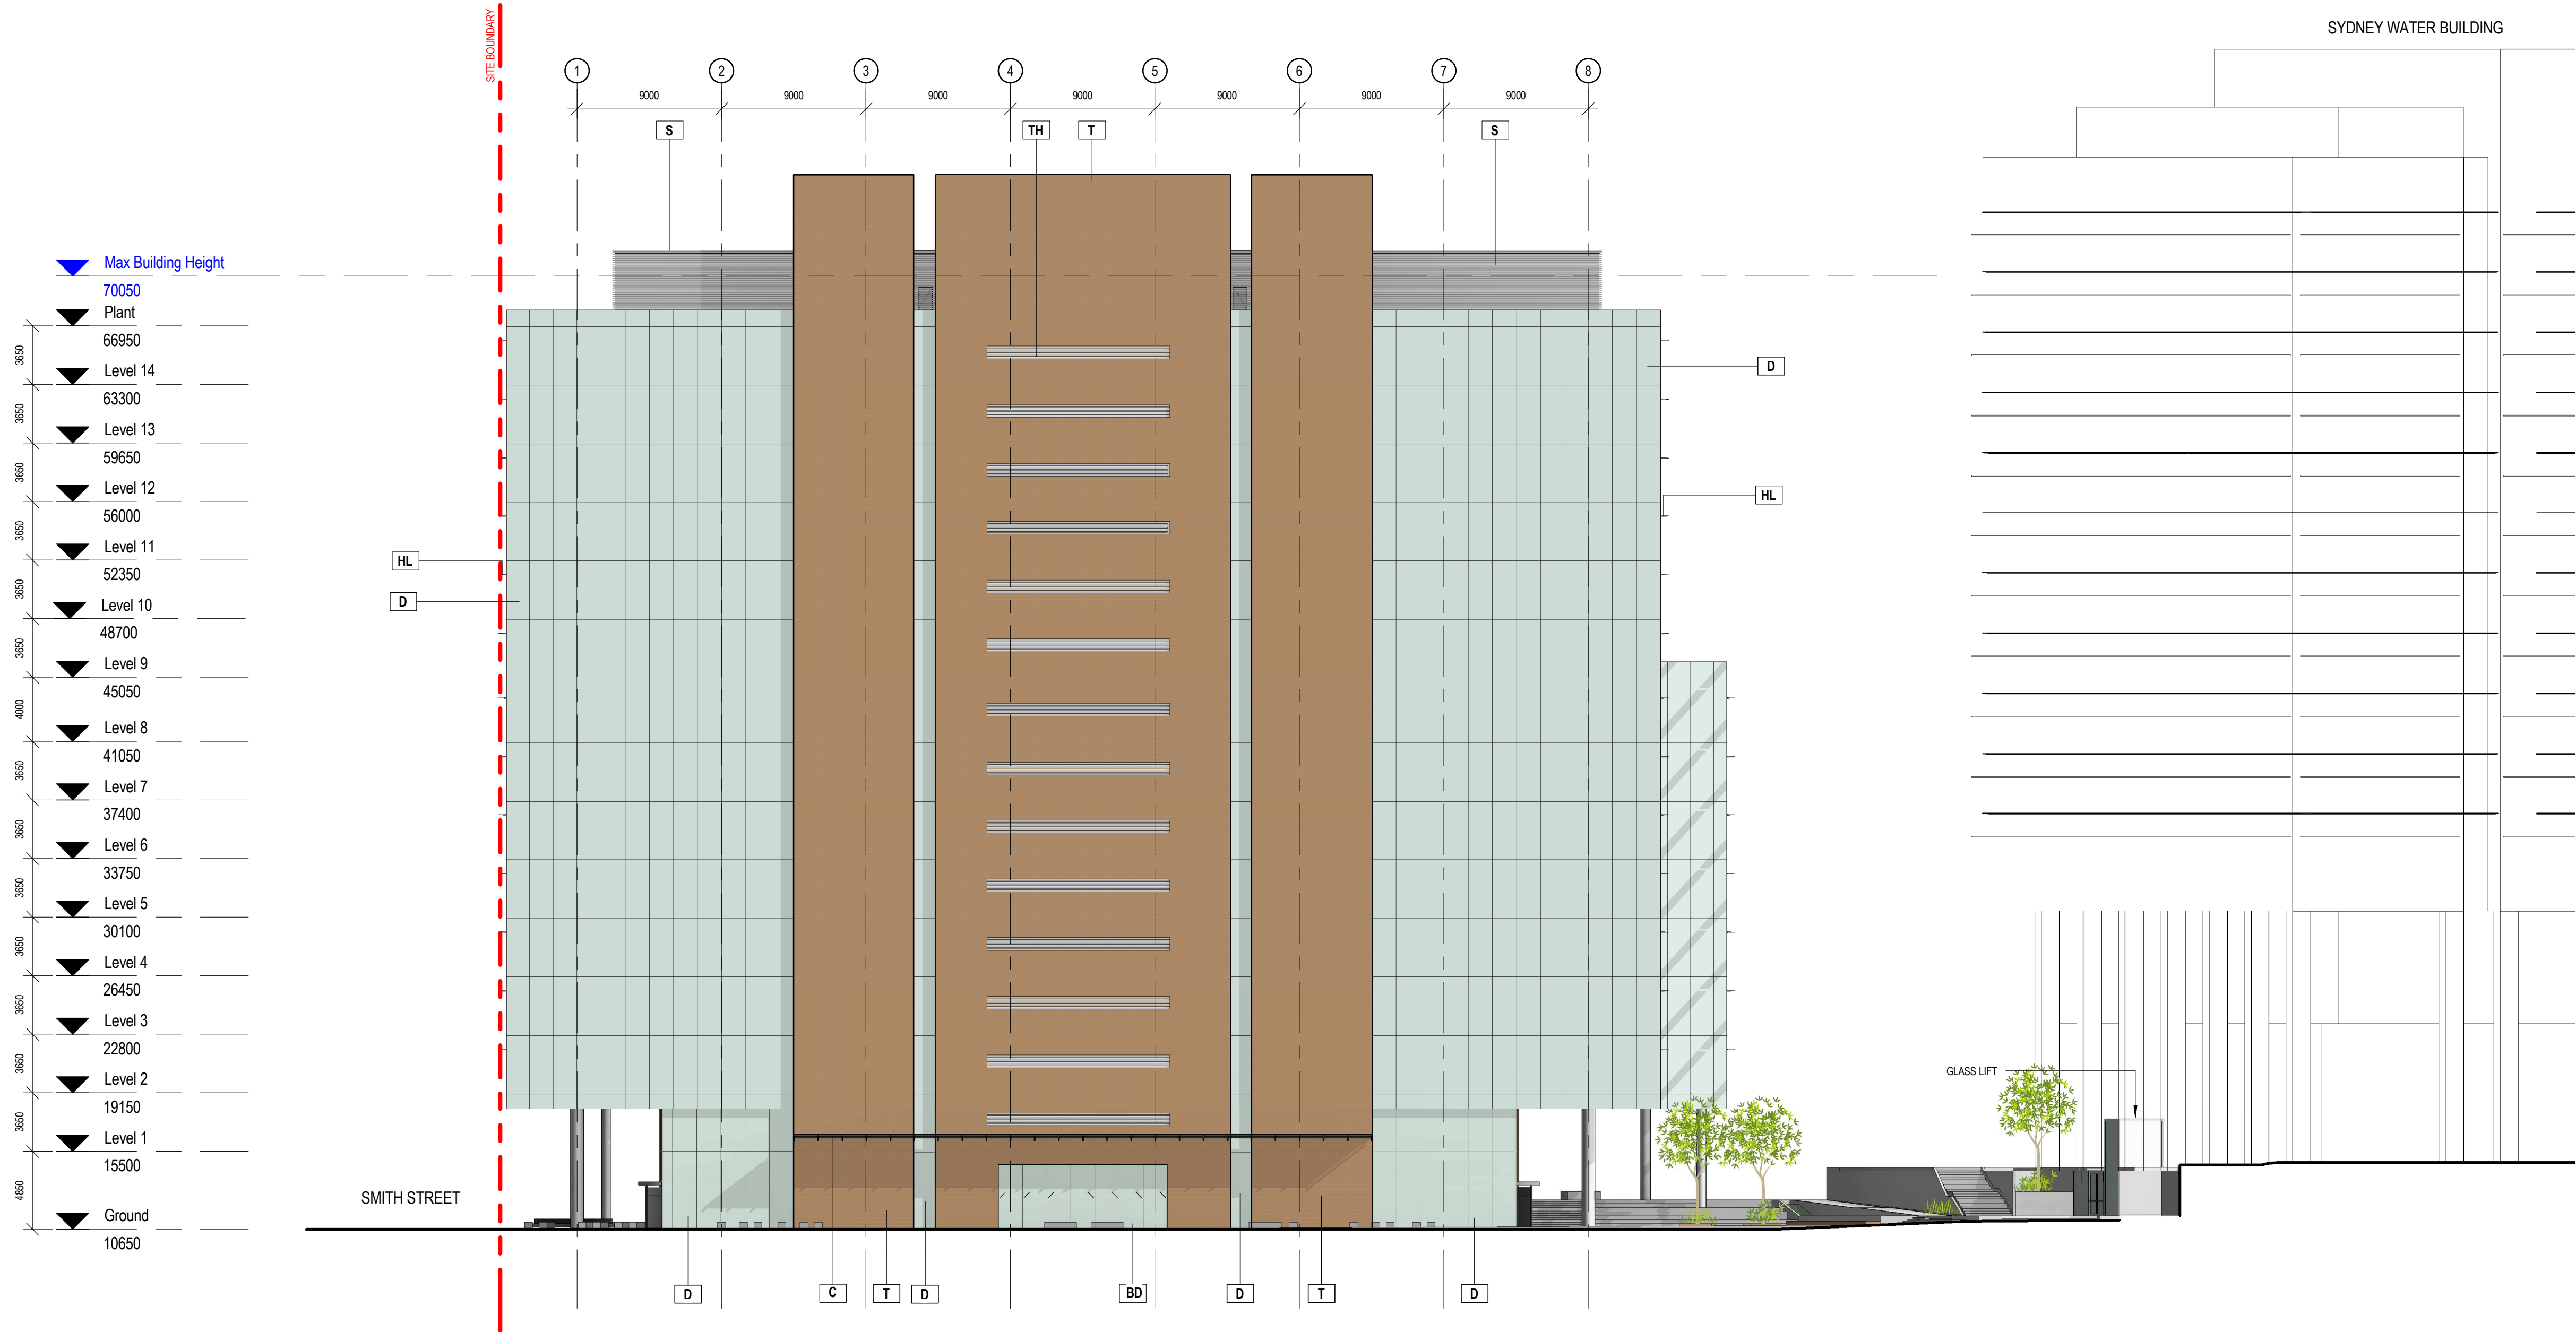 SYDNEY WATER BUILDING
SITE BOUNDARY
1 2 3 4 5 6 7 8
9000 9000 9000 9000 9000 9000 9000
S TH T S
Max Building Height
70050
Plant
66950
3650
Level 14
63300
D
3650
Level 13
59650
3650
Level 12
56000
HL
3650
Level 11
52350
HL
3650
Level 10
48700
D
3650
Level 9
45050
4000
Level 8
41050
3650
Level 7
37400
3650
Level 6
33750
3650
Level 5
30100
3650
Level 4
26450
3650
Level 3
22800
3650
Level 2
19150
GLASS LIFT
3650
Level 1
15500
4850
SMITH STREET
Ground
10650
D C T D BD D T D